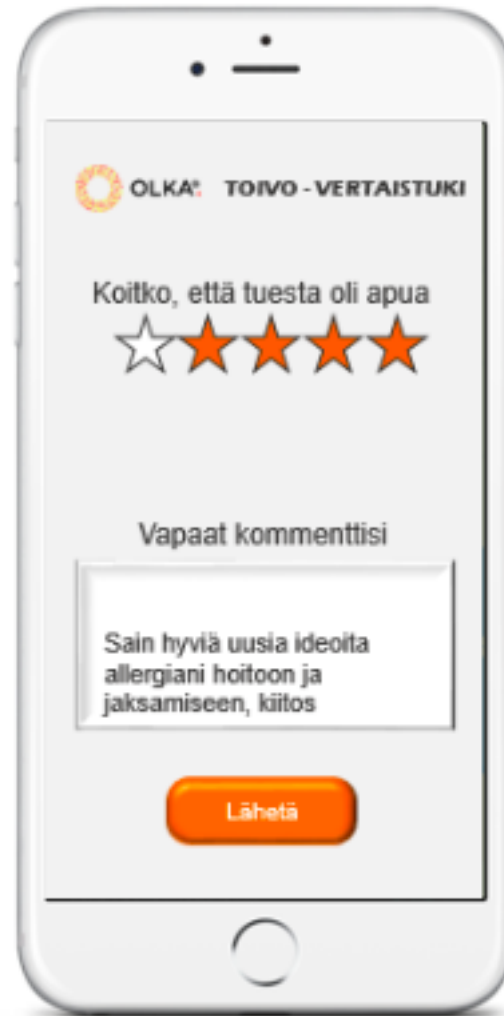 OLKA® TOIVO - VERTAISTUKI
Koitko, että tuesta oli apua
Vapaat kommenttisi
Sain hyviä uusia ideoita
allergiani hoitoon ja
jaksamiseen, kiitos
Lähetä